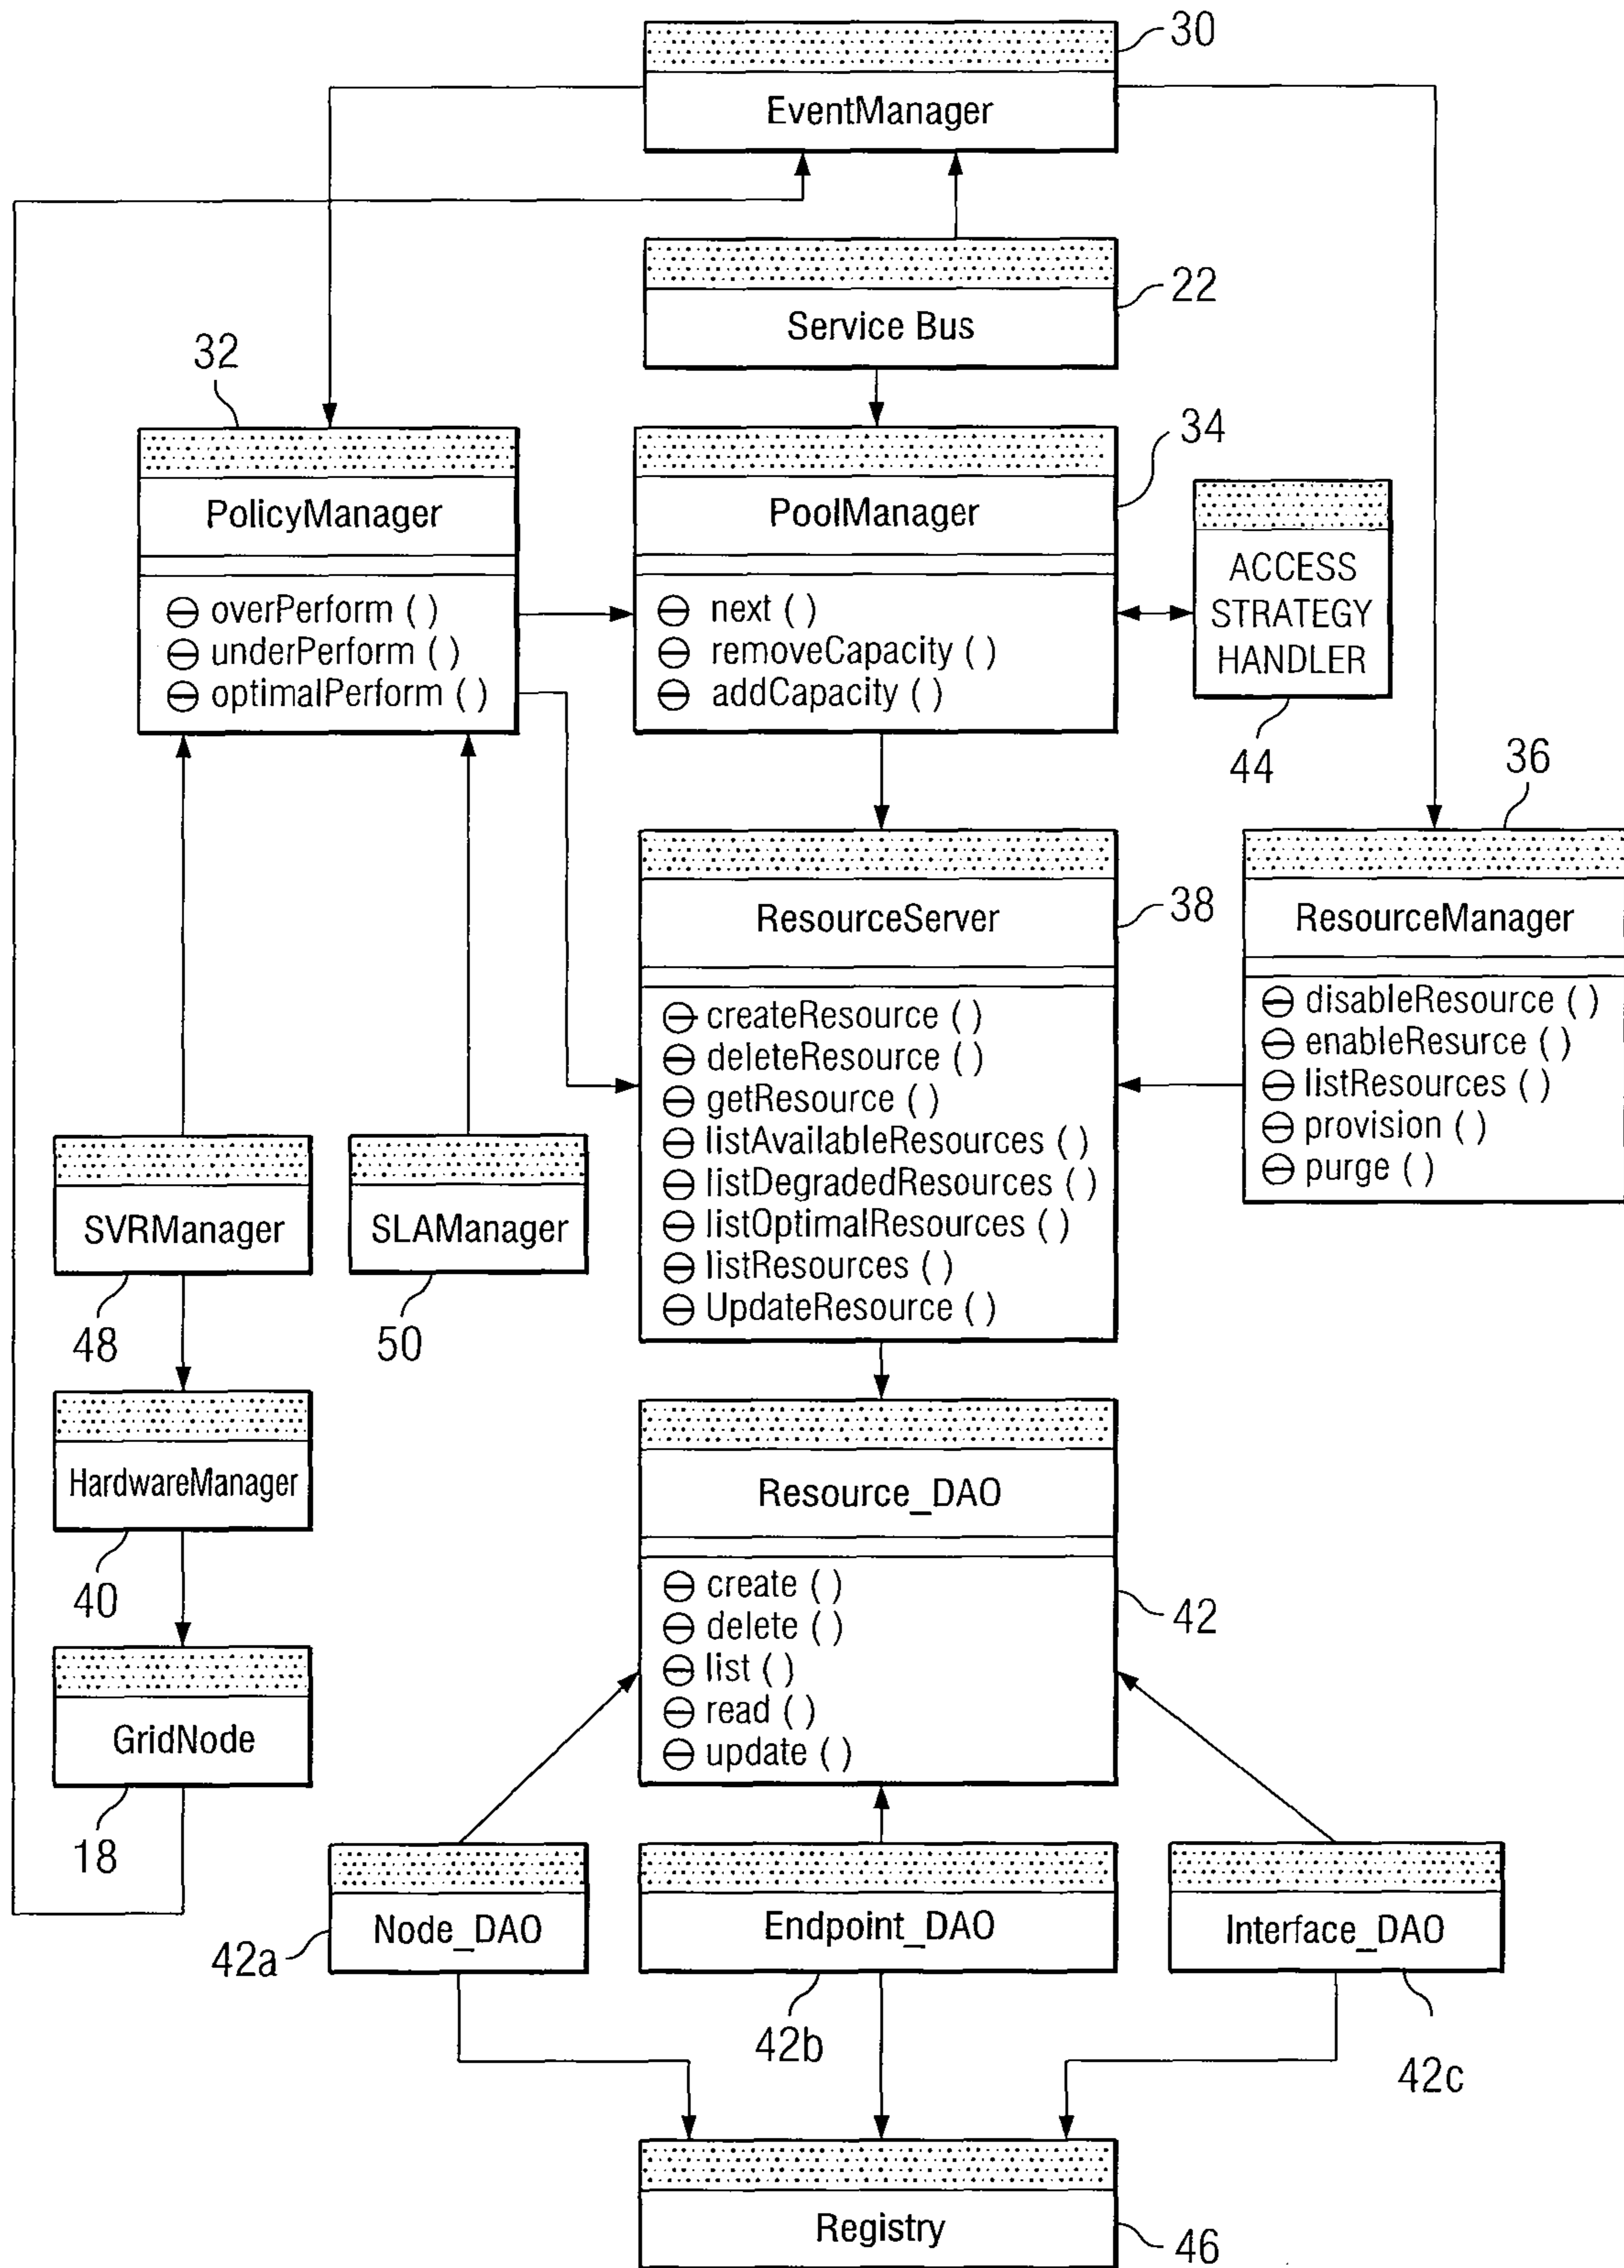 30
EventManager
22
Service Bus
32
34
PolicyManager
overPerform ( )
underPerform ( )
optimalPerform ( )
PoolManager
next ( )
removeCapacity ( )
addCapacity ( )
ACCESS
STRATEGY
HANDLER
44
36
38
ResourceServer
createResource ( )
deleteResource ( )
getResource ( )
listAvailableResources ( )
listDegradedResources ( )
listOptimalResources ( )
listResources ( )
UpdateResource ( )
ResourceManager
disableResource ( )
enableResurce ( )
listResources ( )
provision ( )
purge ( )
SVRManager
48
SLAManager
50
HardwareManager
40
Resource_DAO
create ( )
delete ( )
list ( )
read ( )
update ( )
42
GridNode
18
Node_DAO
42a
Endpoint_DAO
42b
Interface_DAO
42c
Registry
46